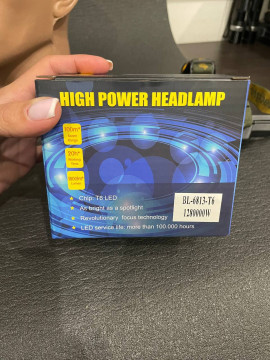 HIGH POWER HEADLAMP
100m²
Chip: T6 LED
As bright as a spotlight
Revolutionary focus technology
LED service life, more than 100 000 hours
BL-6813-T6
1280000W